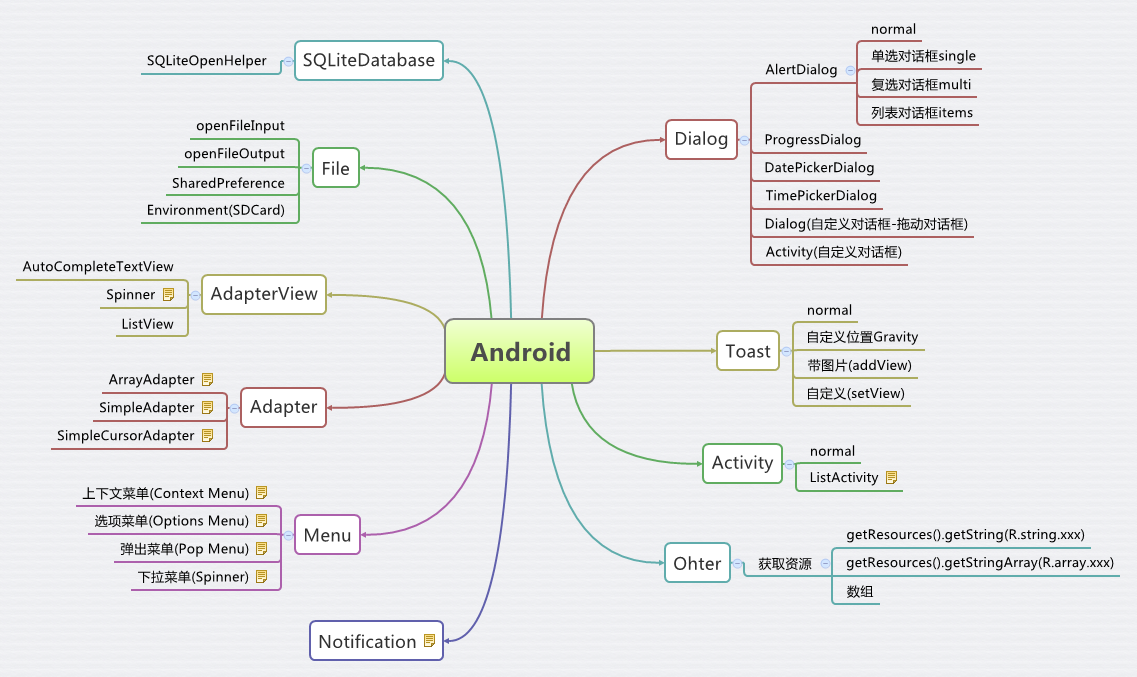 Android
SQLiteDatabase
SQLiteOpenHelper
File
openFileInput
openFileOutput
SharedPreference
Environment(SDCard)
AdapterView
AutoCompleteTextView
Spinner
ListView
Adapter
ArrayAdapter
SimpleAdapter
SimpleCursorAdapter
Menu
上下文菜单(Context Menu)
选项菜单(Options Menu)
弹出菜单(Pop Menu)
下拉菜单(Spinner)
Notification
Dialog
AlertDialog
normal
单选对话框single
复选对话框multi
列表对话框items
ProgressDialog
DatePickerDialog
TimePickerDialog
Dialog(自定义对话框-拖动对话框)
Activity(自定义对话框)
Toast
normal
自定义位置Gravity
带图片(addView)
自定义(setView)
Activity
normal
ListActivity
Ohter
获取资源
getResources().getString(R.string.xxx)
getResources().getStringArray(R.array.xxx)
数组